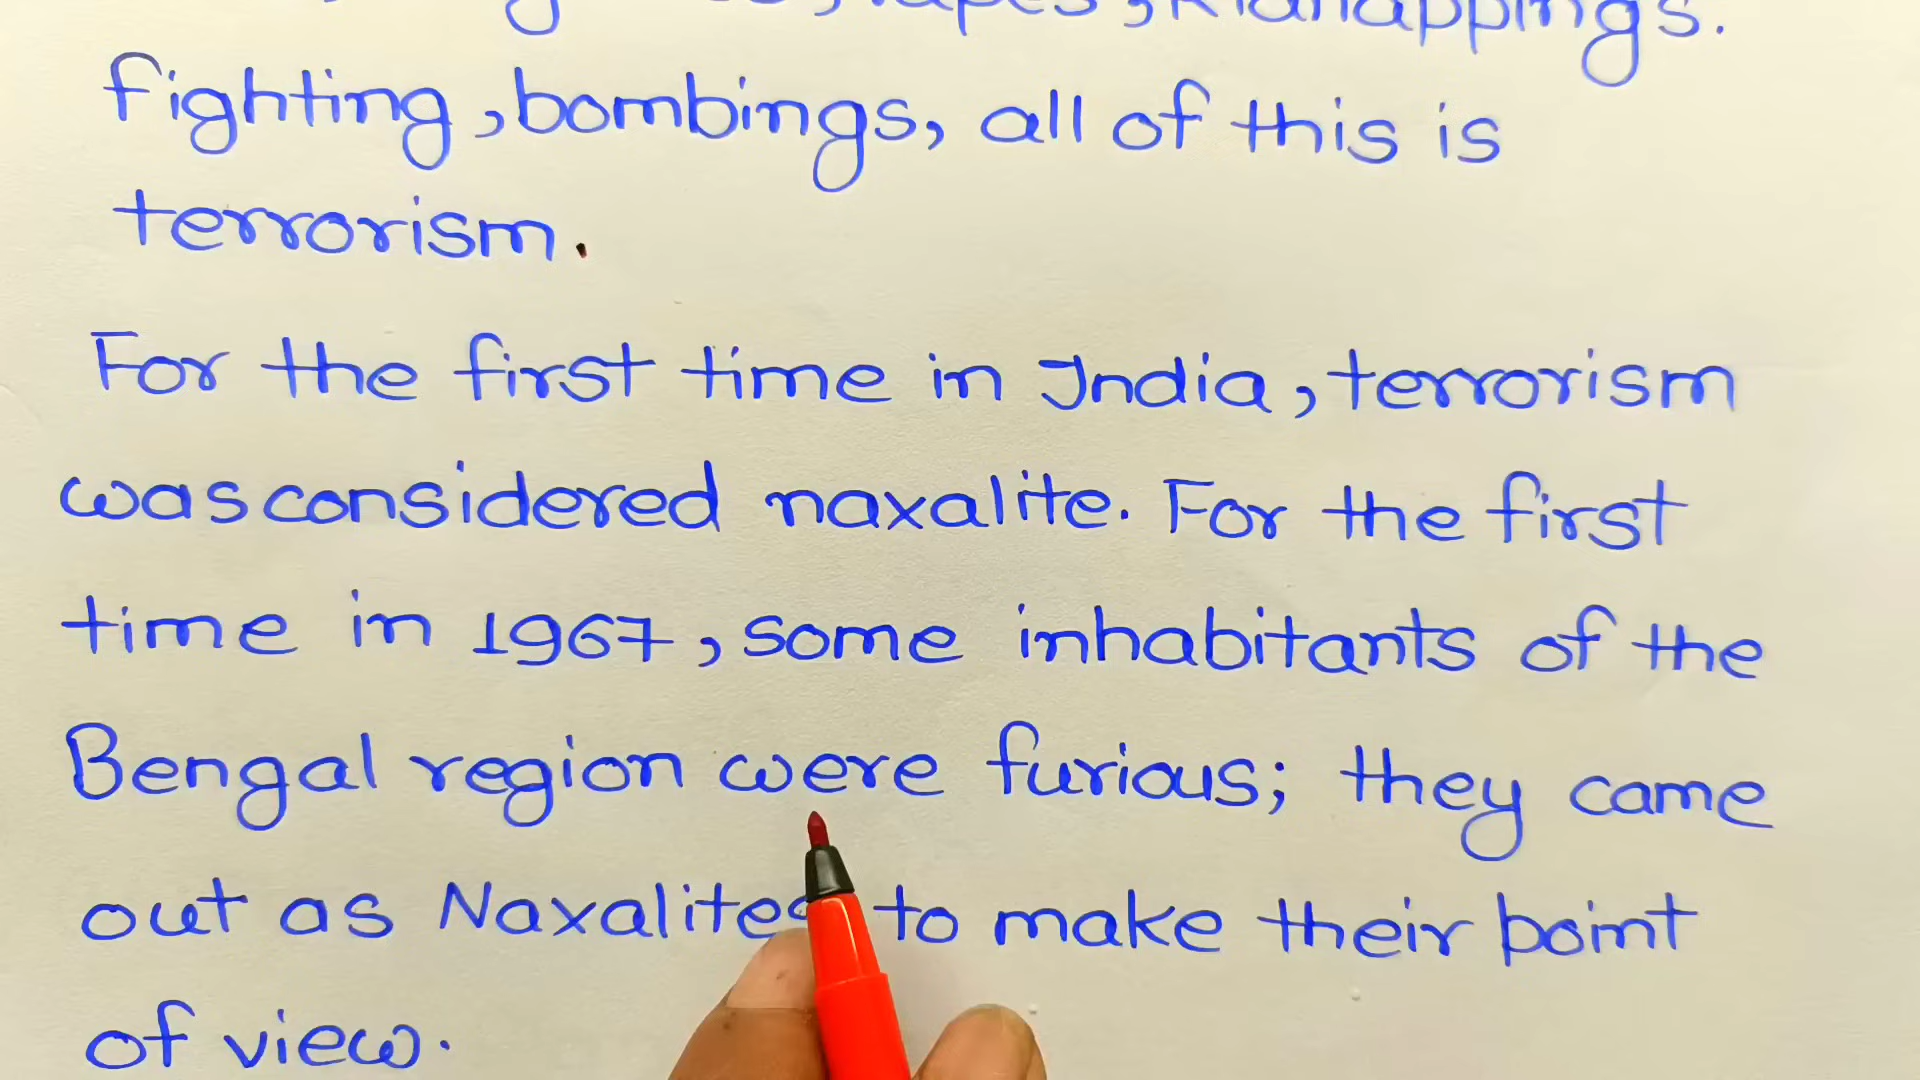 kidnappings.
fighting, bombings, all of this is
terrorism.
For the first time in India, terrorism
was considered naxalite. For the first
time in 1967, some inhabitants of the
Bengal region were furious; they came
out as Naxalites to make their point
of view.